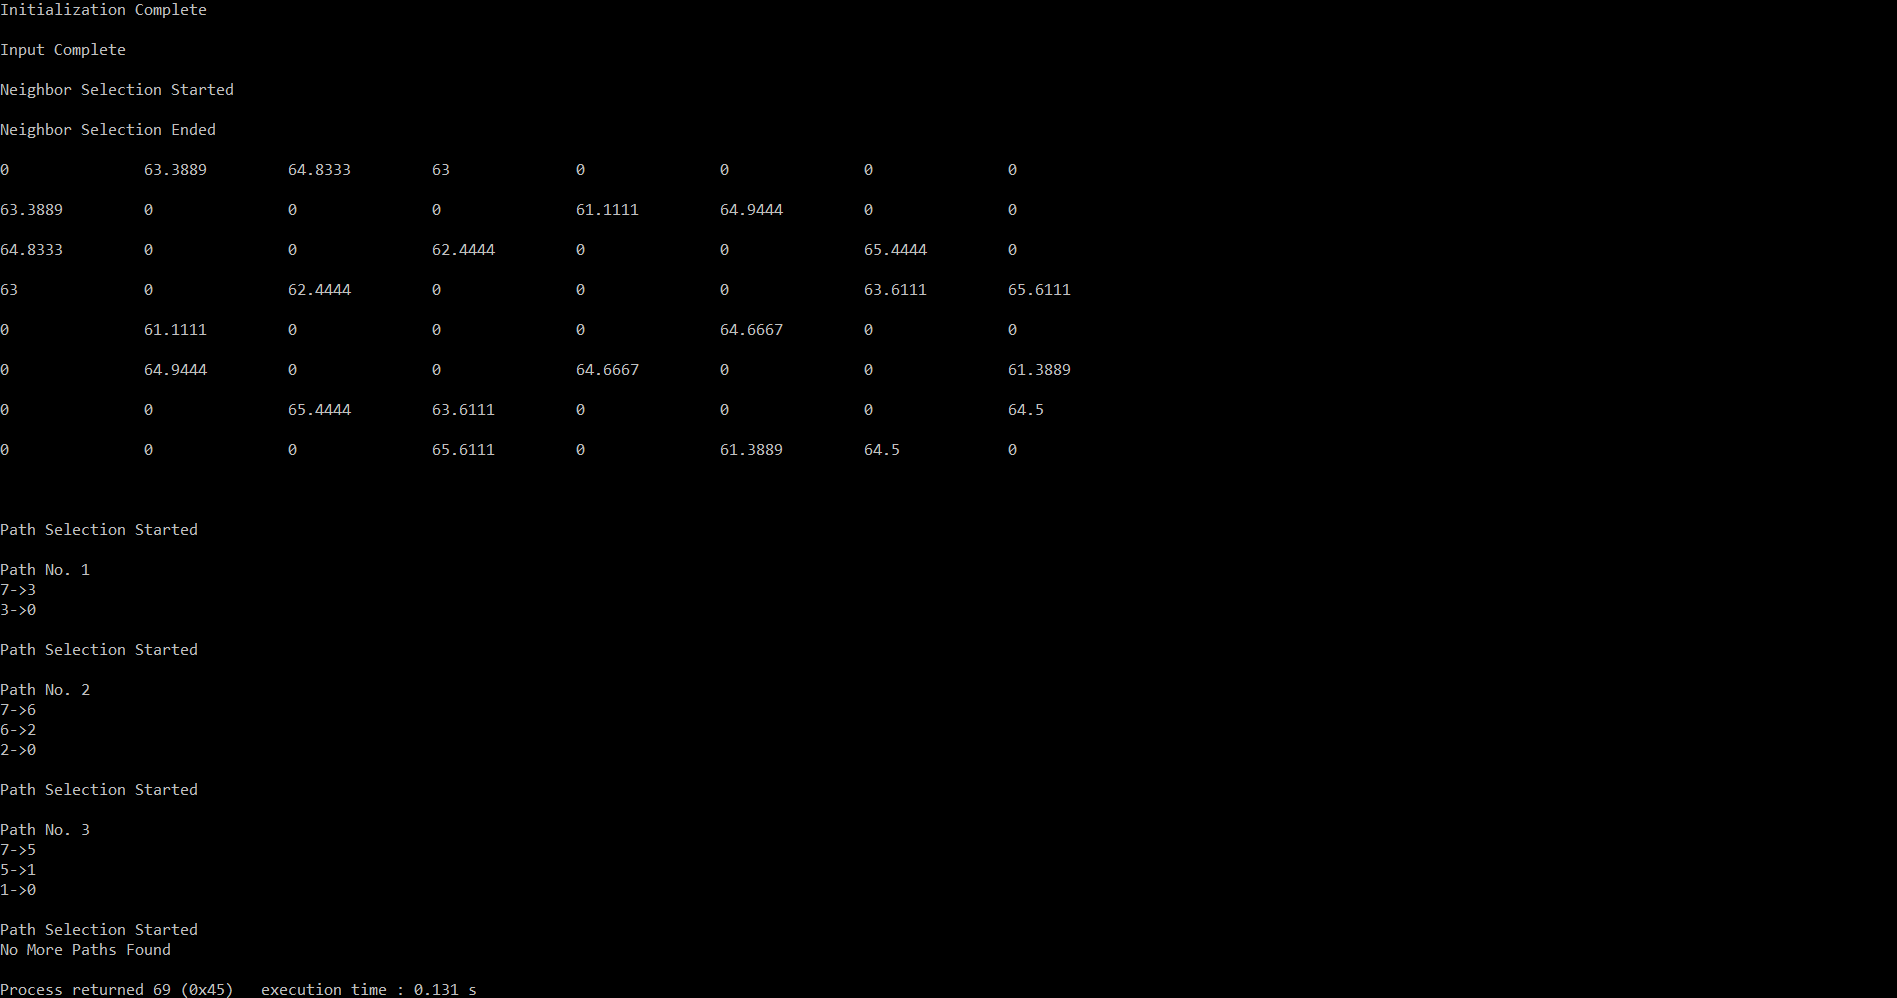 Initialization Complete
Input Complete
Neighbor Selection Started
Neighbor Selection Ended
0 63.3889 64.8333 63 0 0 0 0
63.3889 0 0 0 61.1111 64.9444 0 0
64.8333 0 0 62.4444 0 0 65.4444 0
63 0 62.4444 0 0 0 63.6111 65.6111
0 61.1111 0 0 0 64.6667 0 0
0 64.9444 0 0 64.6667 0 0 61.3889
0 0 65.4444 63.6111 0 0 0 64.5
0 0 0 65.6111 0 61.3889 64.5 0
Path Selection Started
Path No. 1
7->3
3->0
Path Selection Started
Path No. 2
7->6
6->2
2->0
Path Selection Started
Path No. 3
7->5
5->1
1->0
Path Selection Started
No More Paths Found
Process returned 69 (0x45)   execution time : 0.131 s